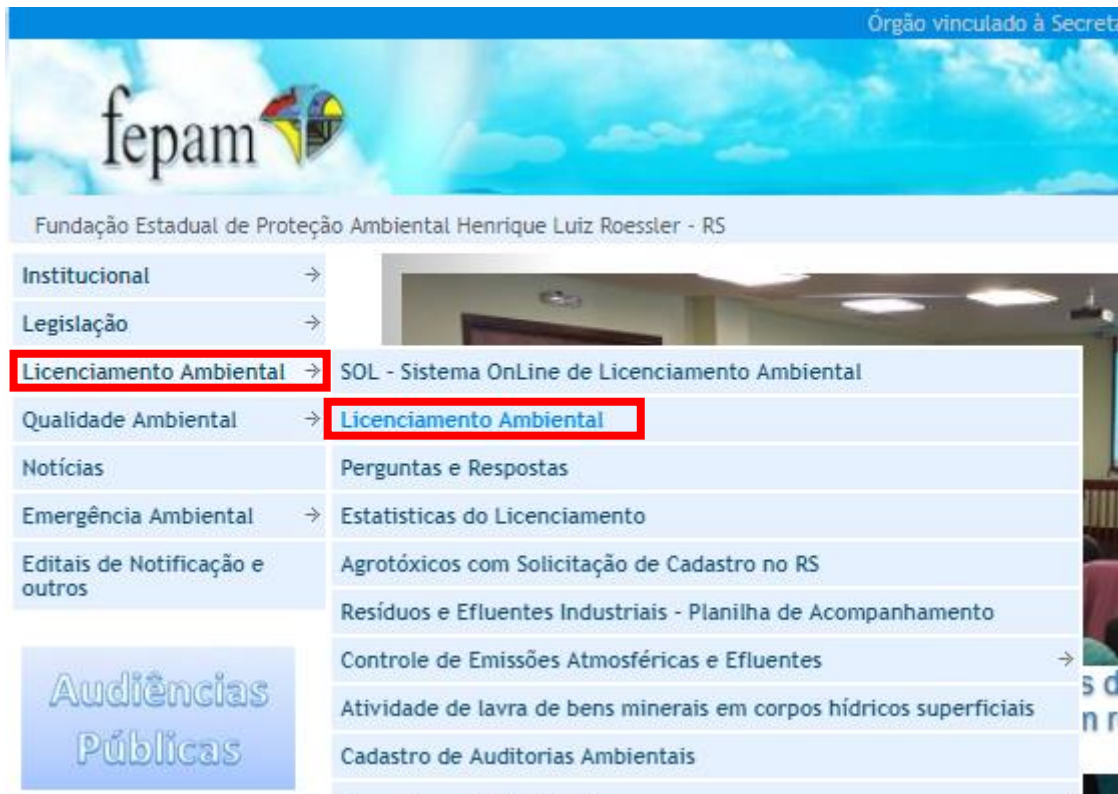 Órgão vinculado à
fepam
Fundação Estadual de Proteção Ambiental Henrique Luiz Roessler - RS
Institucional
Legislação
Licenciamento Ambiental
SOL - Sistema OnLine de Licenciamento Ambiental
Qualidade Ambiental
Licenciamento Ambiental
Notícias
Perguntas e Respostas
Emergência Ambiental
Estatisticas do Licenciamento
Editais de Notificação e
outros
Agrotóxicos com Solicitação de Cadastro no RS
Resíduos e Efluentes Industriais - Planilha de Acompanhamento
Controle de Emissões Atmosféricas e Efluentes
Atividade de lavra de bens minerais em corpos hídricos superficiais
Cadastro de Auditorias Ambientais
Audiências
Públicas